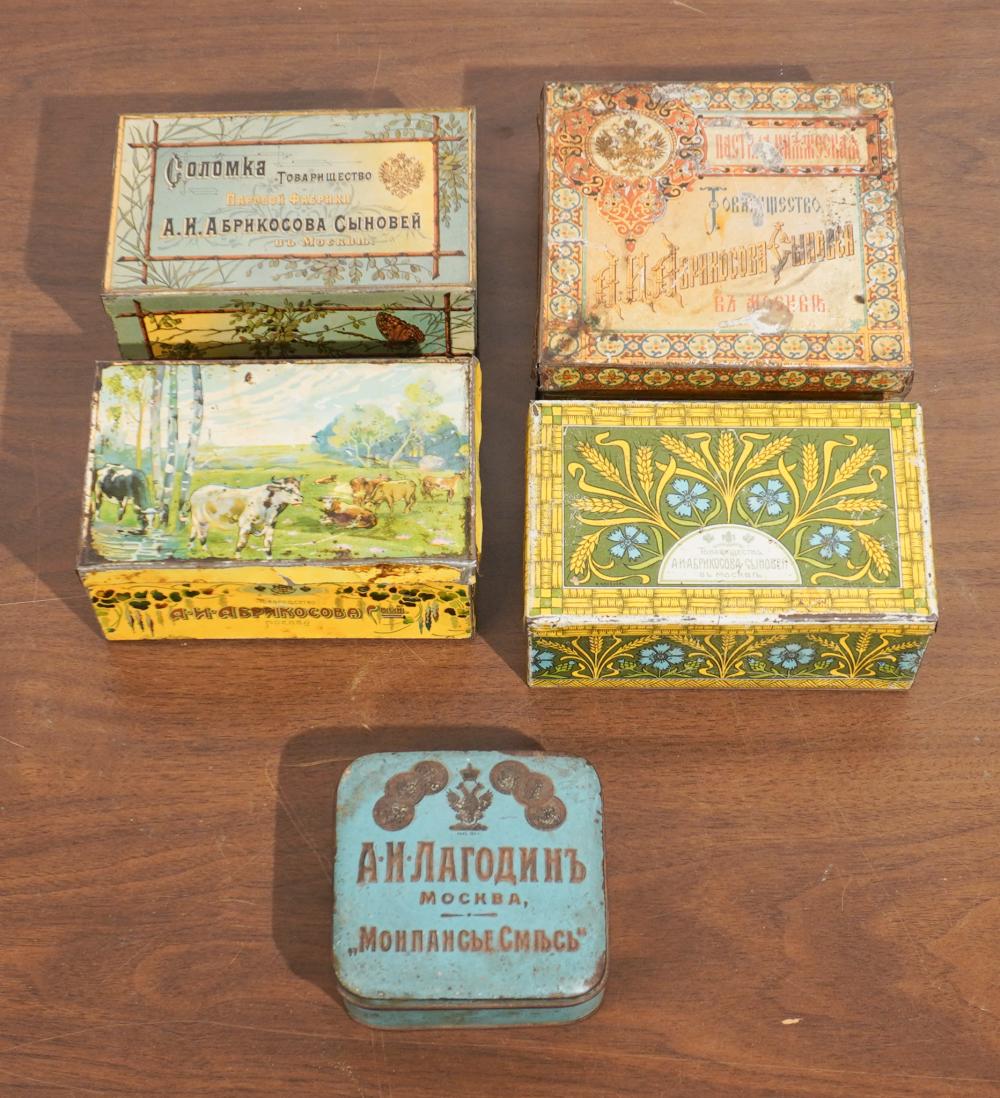 Соломка
Товарищество
Паровой Фабрики
А.И. Абрикосова Сыновей
въ Москвѣ.
Товарищество
А.И. Абрикосова Сыновей
въ Москвѣ.
А·И·Абрикосова
Москва
Товарищество
А·И·Абрикосова Сыновей
въ Москвѣ.
А·И·Лагодинъ
Москва,
„Монпансье Смѣсь“